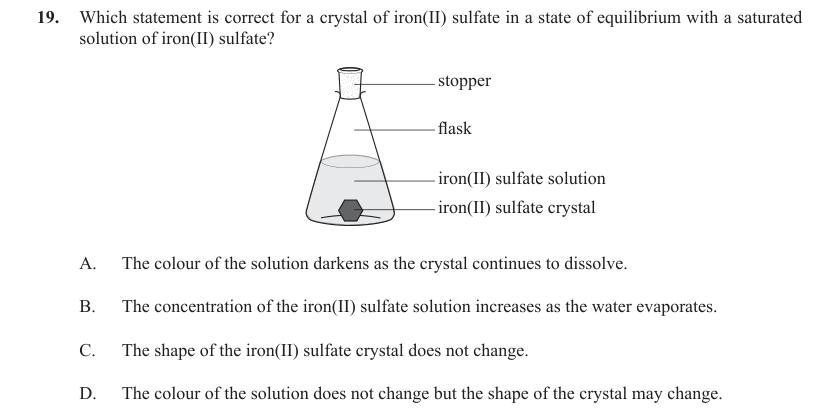 19. Which statement is correct for a crystal of iron(II) sulfate in a state of equilibrium with a saturated
solution of iron(II) sulfate?
stopper
flask
iron(II) sulfate solution
iron(II) sulfate crystal
A. The colour of the solution darkens as the crystal continues to dissolve.
B. The concentration of the iron(II) sulfate solution increases as the water evaporates.
C. The shape of the iron(II) sulfate crystal does not change.
D. The colour of the solution does not change but the shape of the crystal may change.